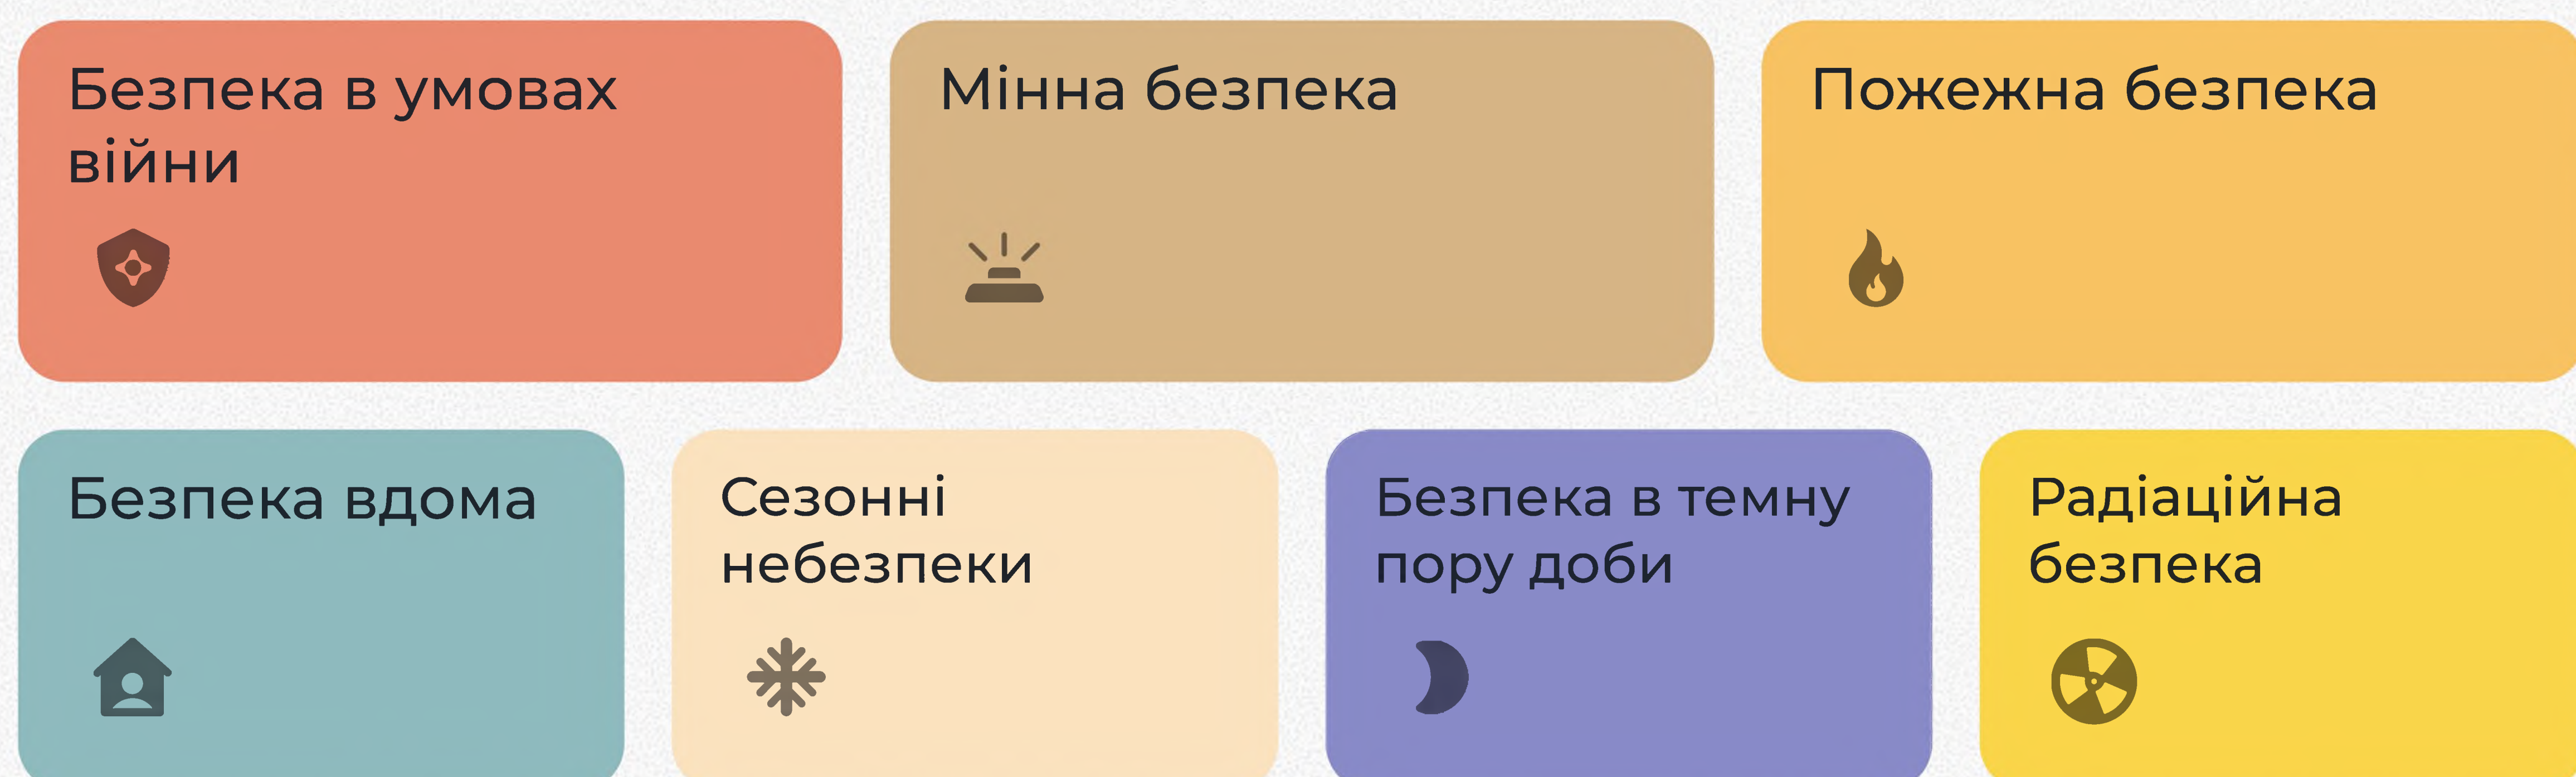 Безпека в умовах
війни
Мінна безпека
Пожежна безпека
Безпека вдома
Сезонні
небезпеки
Безпека в темну
пору доби
Радіаційна
безпека